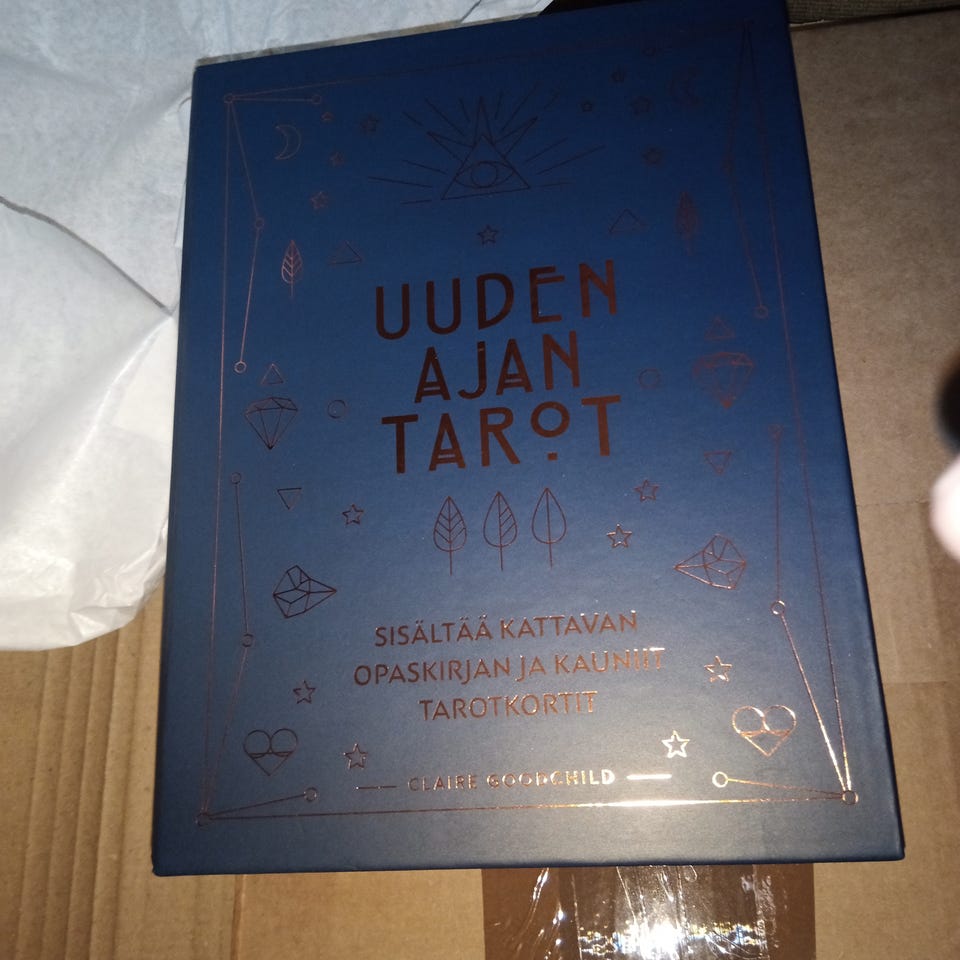 UUDEN
AJAN
TAROT
SISÄLTÄÄ KATTAVAN
OPASKIRJAN JA KAUNIIT
TAROTKORTIT
CLAIRE GOODCHILD